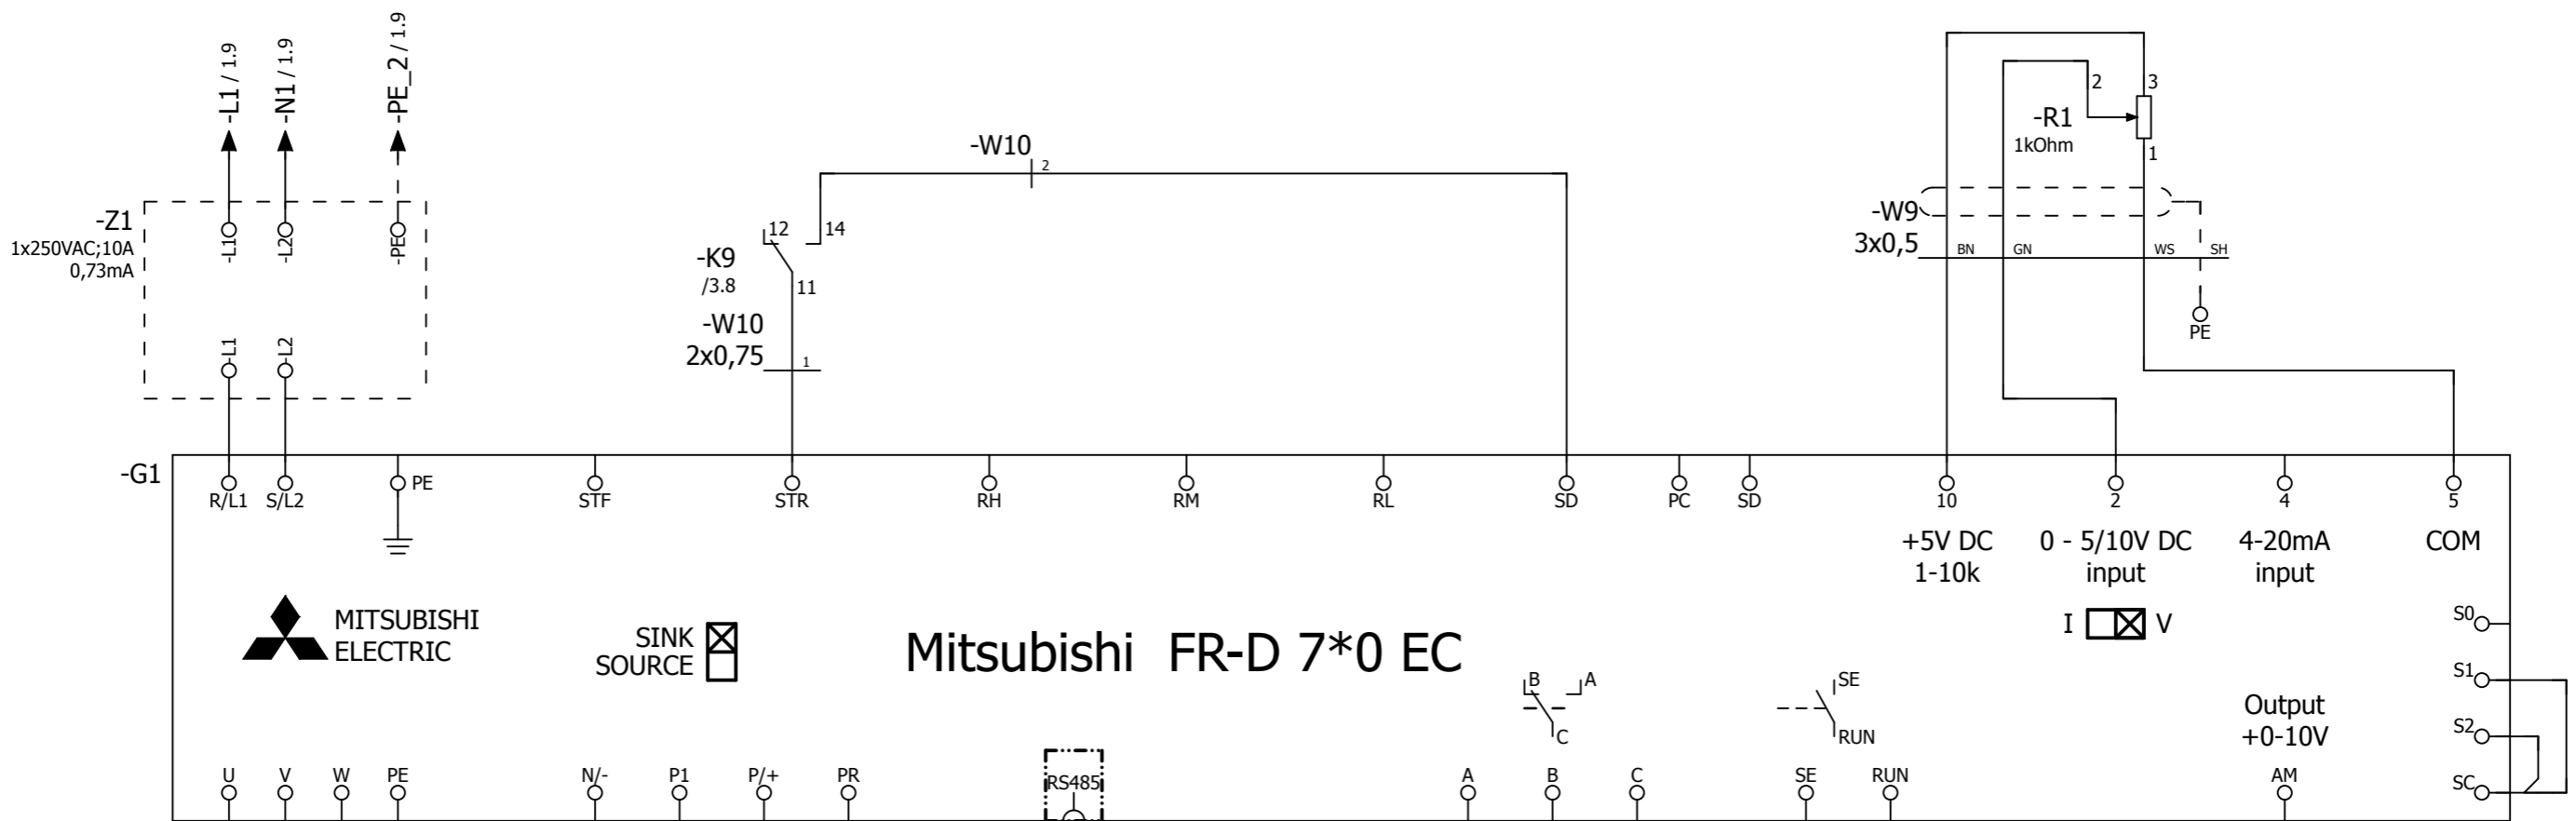 -L1 / 1.9
-N1 / 1.9
-PE_2 / 1.9
-Z1
1x250VAC;10A
0,73mA
-L1
-L2
-PE
-L1
-L2
-W10
2
12
14
-K9
/3.8
11
-W10
2x0,75
1
2
3
-R1
1kOhm
1
-W9
3x0,5
BN
GN
WS
SH
PE
-G1
R/L1
S/L2
PE
STF
STR
RH
RM
RL
SD
PC
SD
10
2
4
5
+5V DC
1-10k
0 - 5/10V DC
input
4-20mA
input
COM
MITSUBISHI
ELECTRIC
SINK
SOURCE
Mitsubishi FR-D 7*0 EC
I
V
S0
S1
S2
SC
B
A
C
SE
RUN
Output
+0-10V
U
V
W
PE
N/-
P1
P/+
PR
RS485
A
B
C
SE
RUN
AM